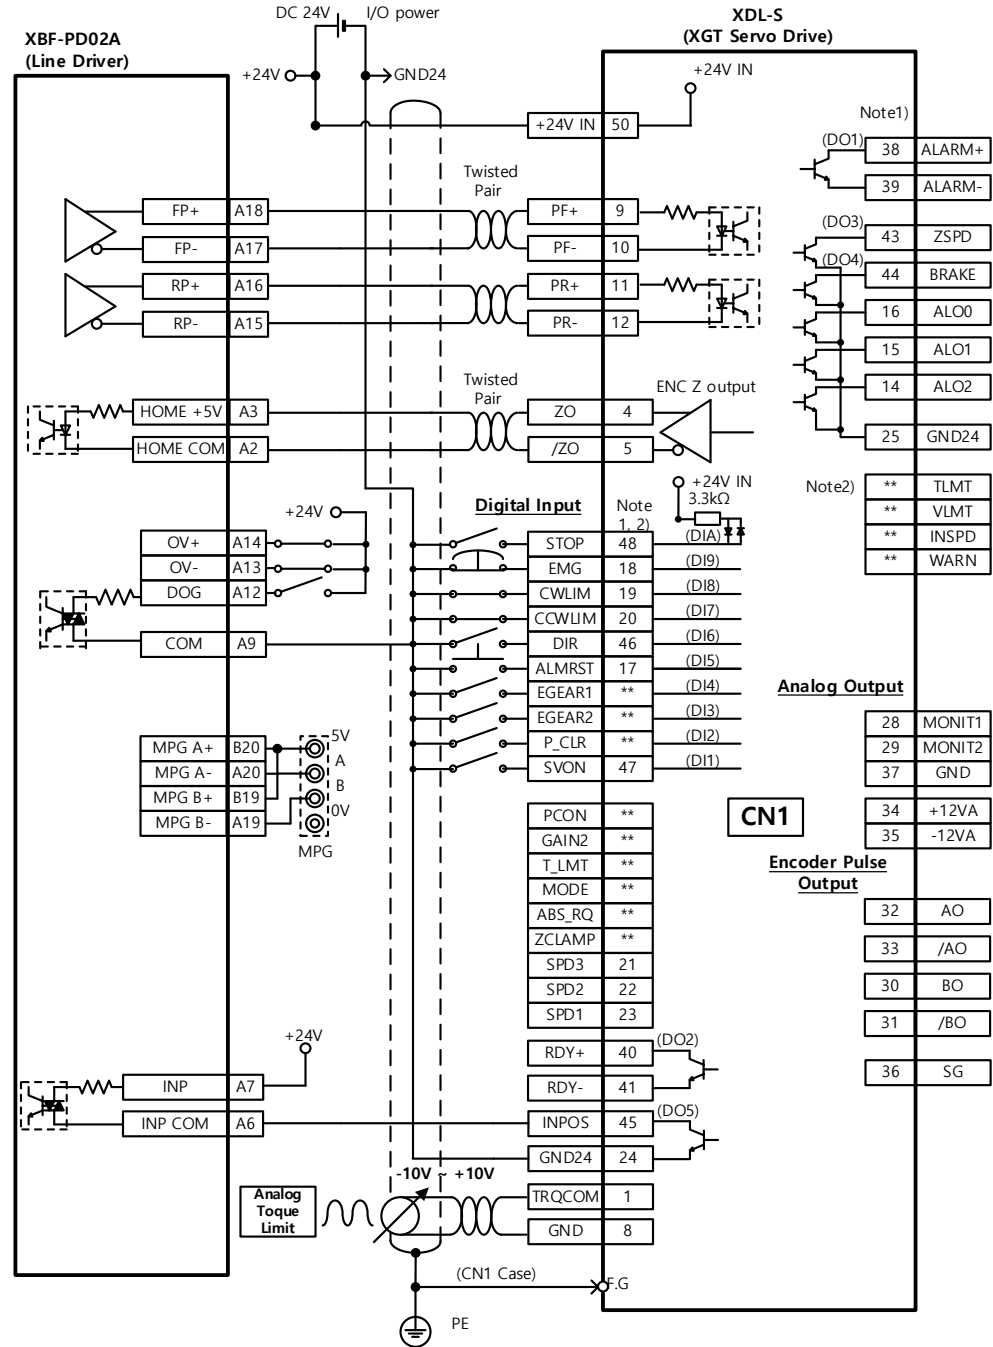 DC 24V I/O power
XBF-PD02A
(Line Driver)
XDL-S
(XGT Servo Drive)
+24V
GND24
+24V IN
+24V IN 50
Note1)
(DO1)
38 ALARM+
39 ALARM-
Twisted
Pair
FP+ A18
FP- A17
RP+ A16
RP- A15
PF+ 9
PF- 10
PR+ 11
PR- 12
(DO3)
43 ZSPD
(DO4)
44 BRAKE
16 ALO0
15 ALO1
14 ALO2
25 GND24
Twisted
Pair
ENC Z output
HOME +5V A3
HOME COM A2
ZO 4
/ZO 5
Note2)
** TLMT
** VLMT
** INSPD
** WARN
+24V
OV+ A14
OV- A13
DOG A12
COM A9
Digital Input
Note
1, 2)
+24V IN
3.3kΩ
STOP 48 (DIA)
EMG 18 (DI9)
CWLIM 19 (DI8)
CCWLIM 20 (DI7)
DIR 46 (DI6)
ALMRST 17 (DI5)
EGEAR1 ** (DI4)
EGEAR2 ** (DI3)
P_CLR ** (DI2)
SVON 47 (DI1)
MPG A+ B20
MPG A- A20
MPG B+ B19
MPG B- A19
5V
A
B
0V
MPG
Analog Output
28 MONIT1
29 MONIT2
37 GND
34 +12VA
35 -12VA
CN1
PCON **
GAIN2 **
T_LMT **
MODE **
ABS_RQ **
ZCLAMP **
SPD3 21
SPD2 22
SPD1 23
Encoder Pulse
Output
32 AO
33 /AO
30 BO
31 /BO
36 SG
+24V
INP A7
INP COM A6
RDY+ 40 (DO2)
RDY- 41
INPOS 45 (DO5)
GND24 24
-10V ~ +10V
Analog
Toque
Limit
TRQCOM 1
GND 8
(CN1 Case)
F.G
PE